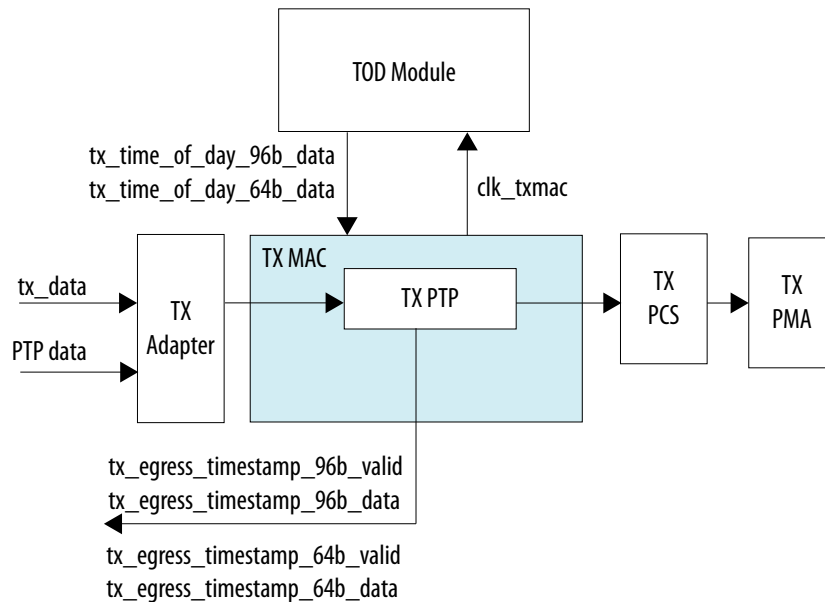 TOD Module
tx_time_of_day_96b_data
tx_time_of_day_64b_data
clk_txmac
TX MAC
TX PTP
tx_data
PTP data
TX
Adapter
TX
PCS
TX
PMA
tx_egress_timestamp_96b_valid
tx_egress_timestamp_96b_data
tx_egress_timestamp_64b_valid
tx_egress_timestamp_64b_data